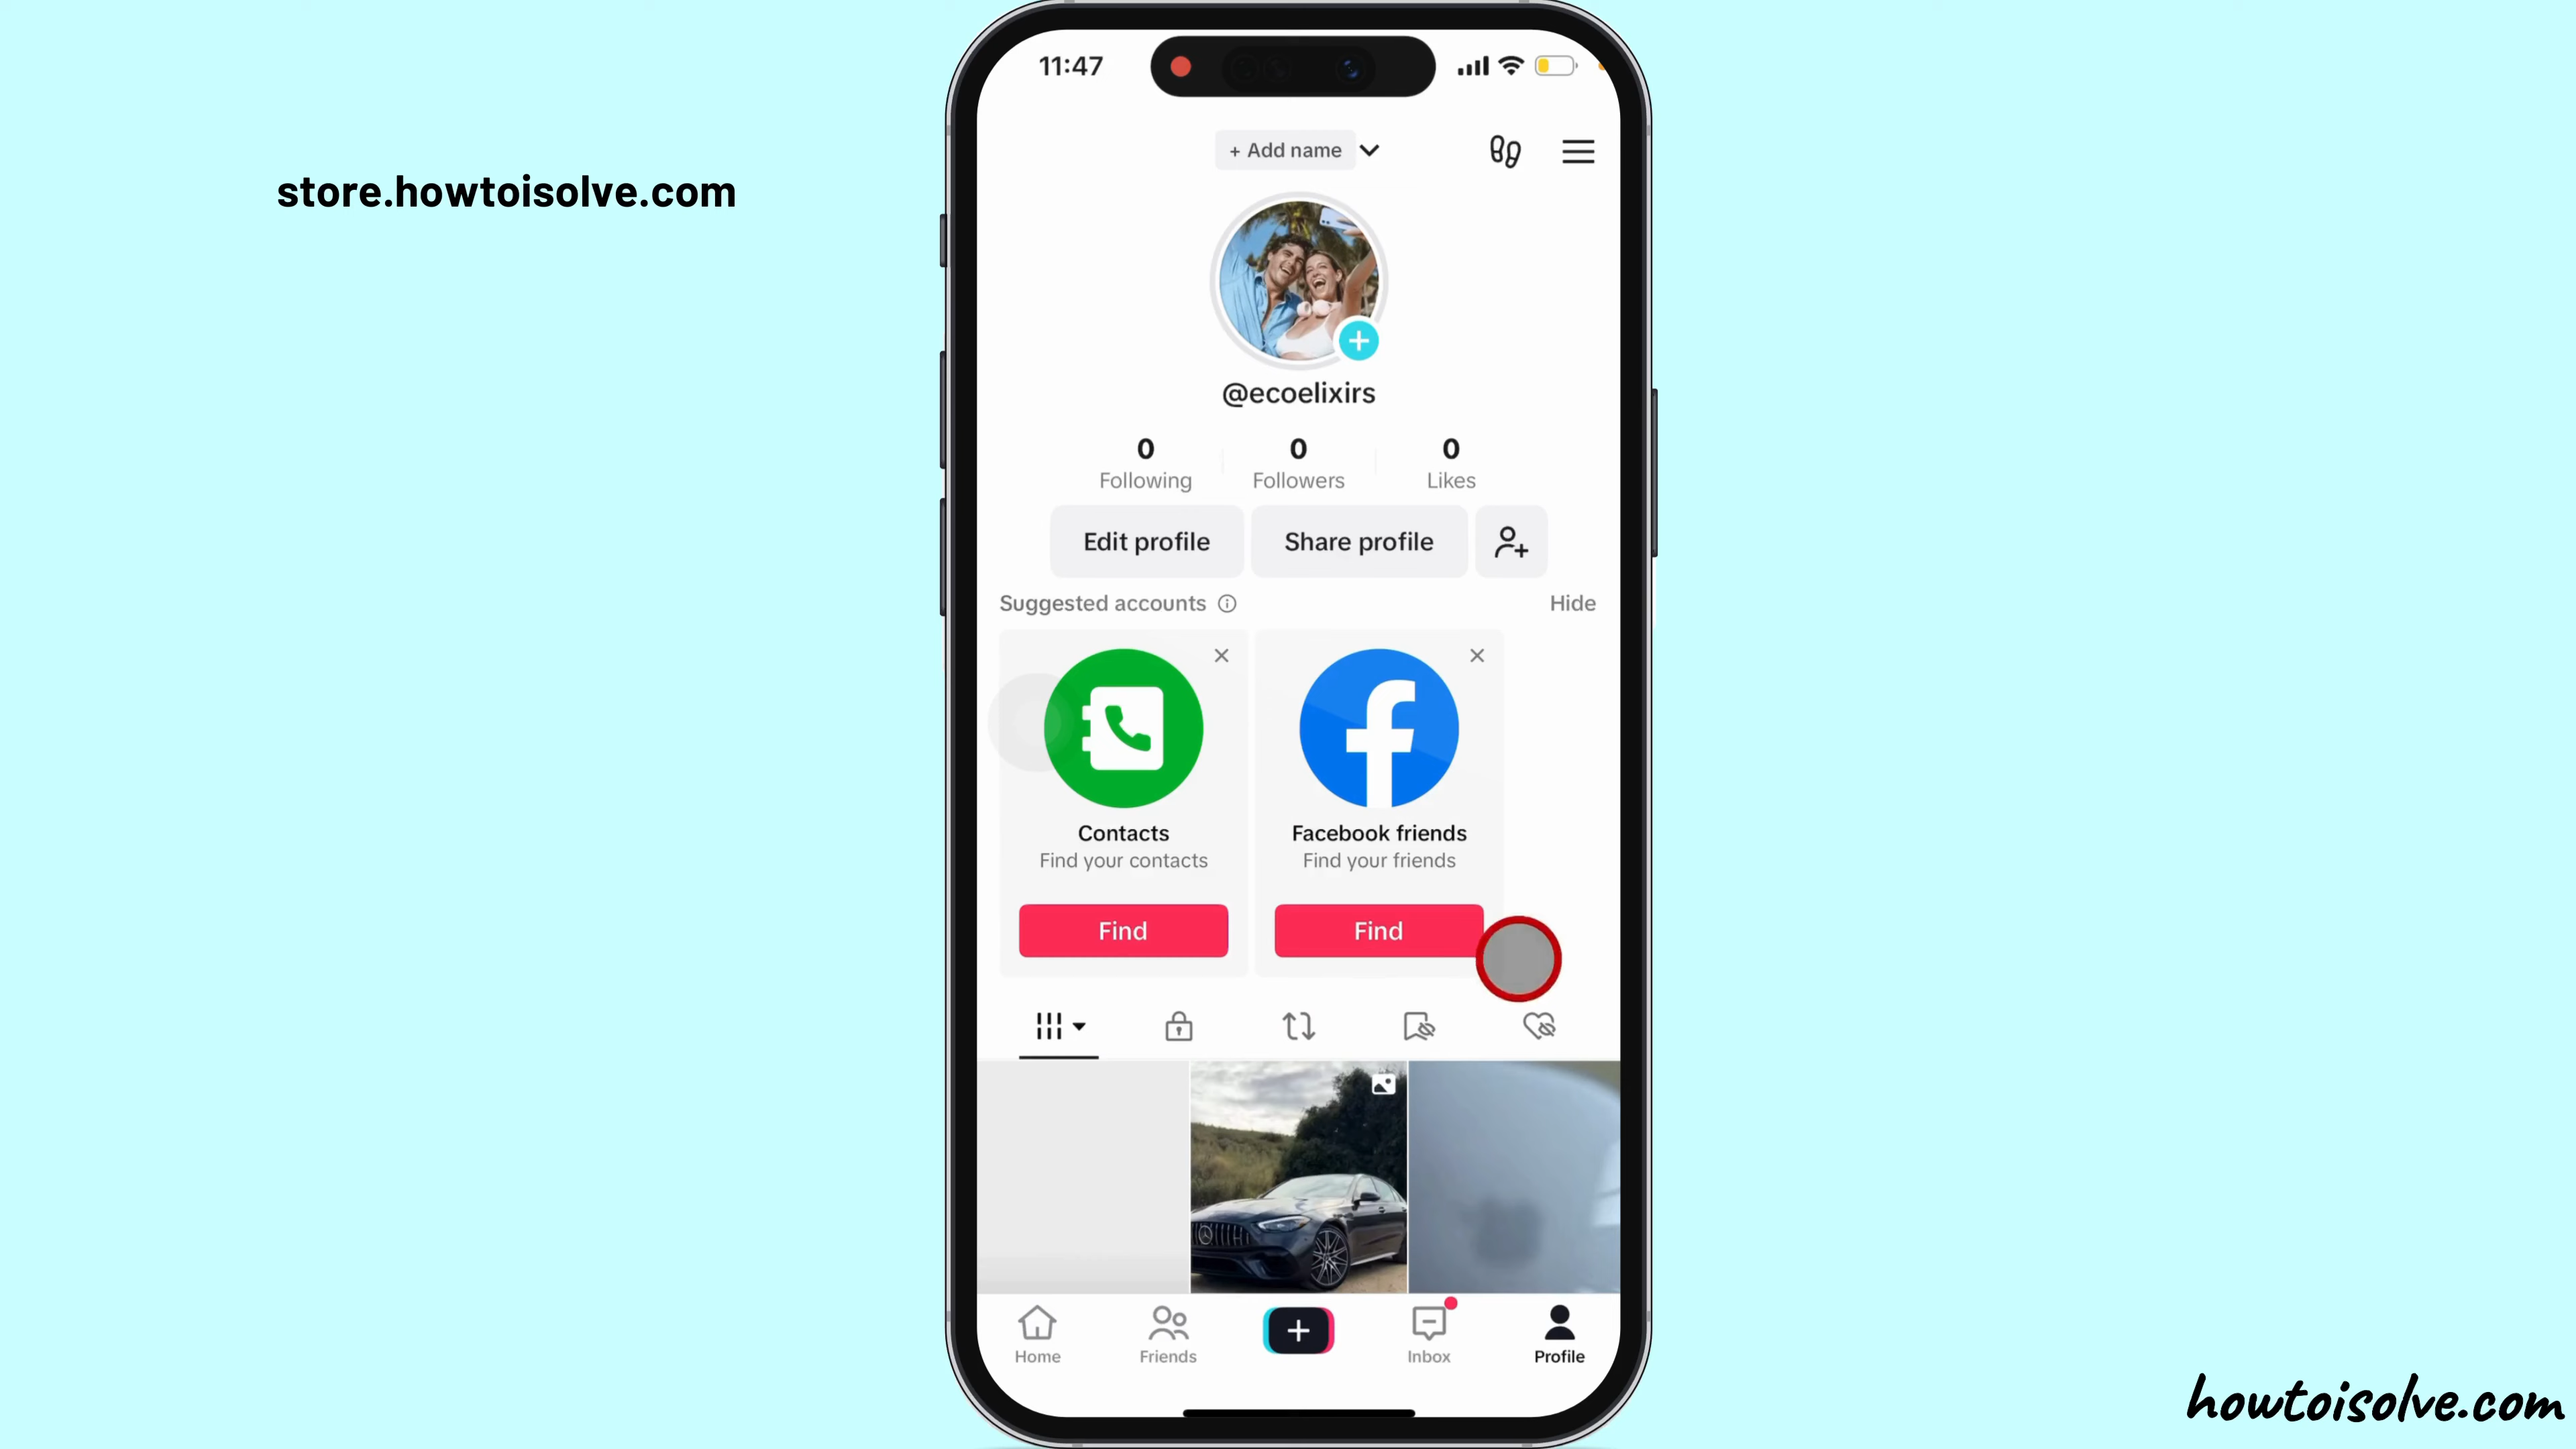 11:47
+ Add name
store.howtoisolve.com
@ecoelixirs
0 0 0
Following Followers Likes
Edit profile Share profile
Suggested accounts Hide
Contacts Facebook friends
Find your contacts Find your friends
Find Find
Home Friends Inbox Profile
howtoisolve.com